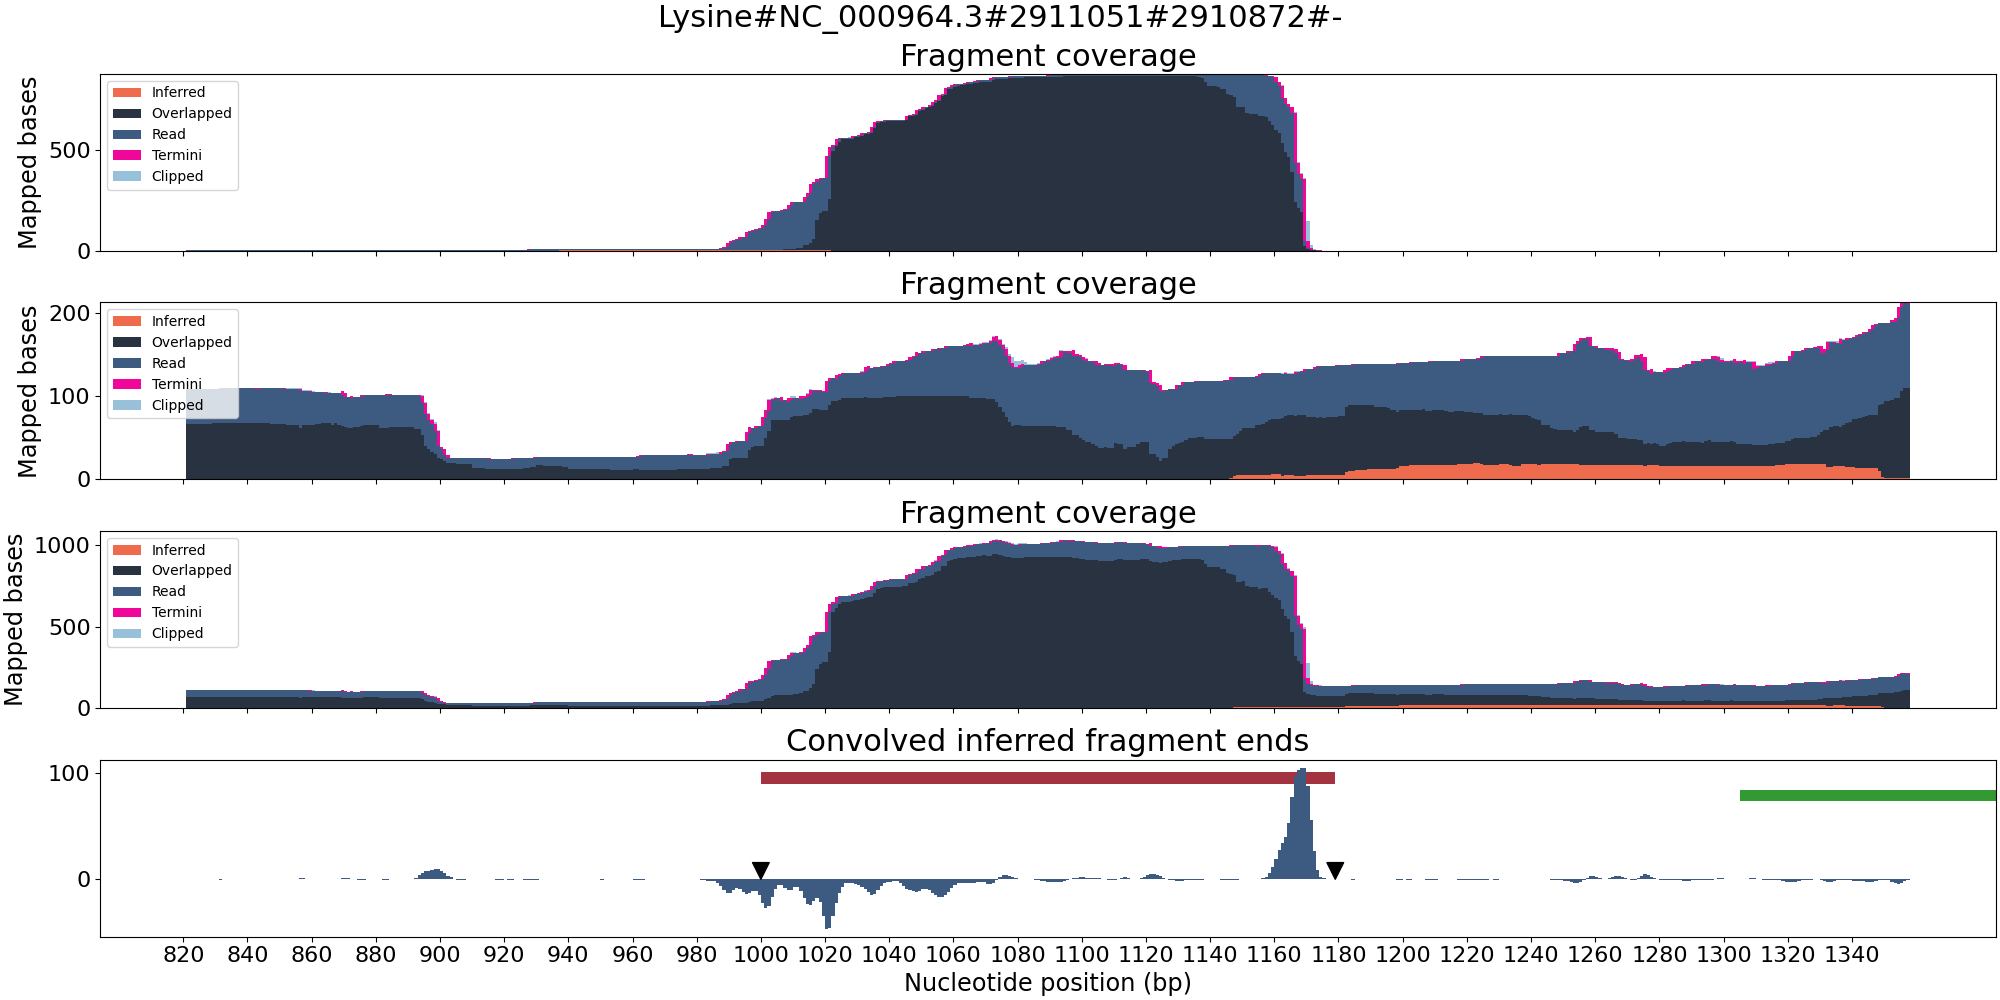 Lysine#NC_000964.3#2911051#2910872#-
Fragment coverage
Mapped bases
500
0
Inferred
Overlapped
Read
Termini
Clipped
Fragment coverage
Mapped bases
200
100
0
Inferred
Overlapped
Read
Termini
Clipped
Fragment coverage
Mapped bases
1000
500
0
Inferred
Overlapped
Read
Termini
Clipped
Convolved inferred fragment ends
100
0
820 840 860 880 900 920 940 960 980 1000 1020 1040 1060 1080 1100 1120 1140 1160 1180 1200 1220 1240 1260 1280 1300 1320 1340
Nucleotide position (bp)